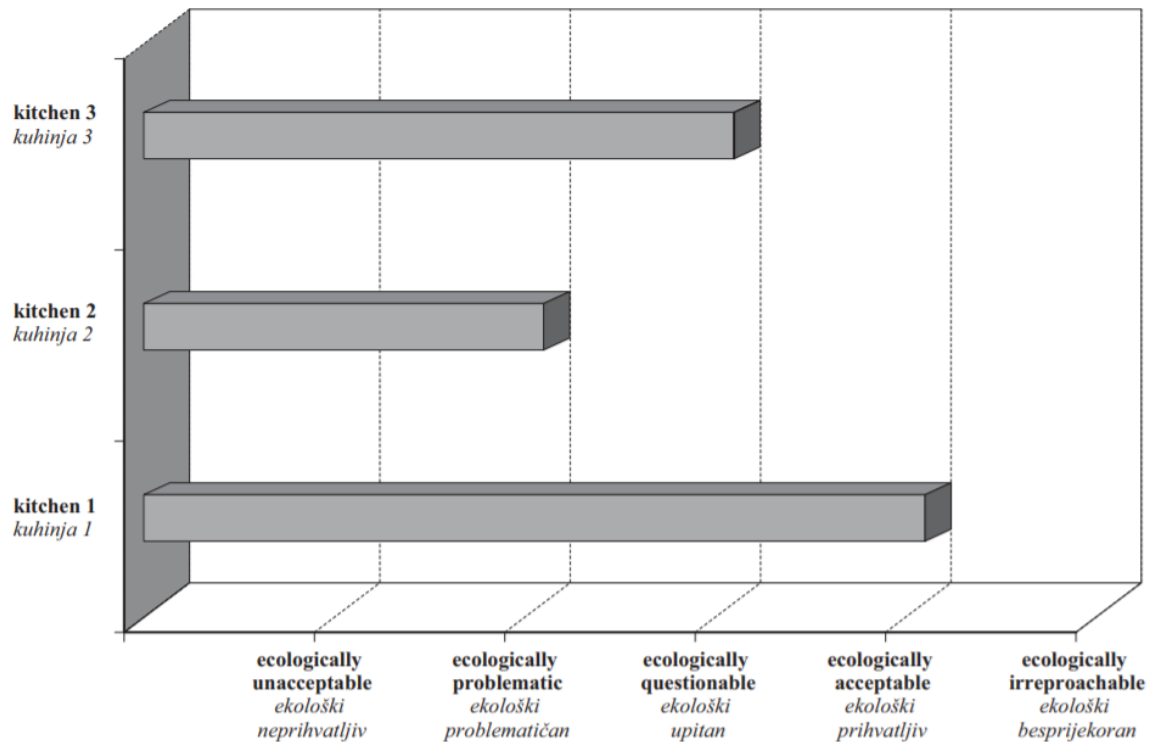 kitchen 3
kuhinja 3
kitchen 2
kuhinja 2
kitchen 1
kuhinja 1
ecologically
unacceptable
ekološki
neprihvatljiv
ecologically
problematic
ekološki
problematičan
ecologically
questionable
ekološki
upitan
ecologically
acceptable
ekološki
prihvatljiv
ecologically
irreproachable
ekološki
besprijekoran